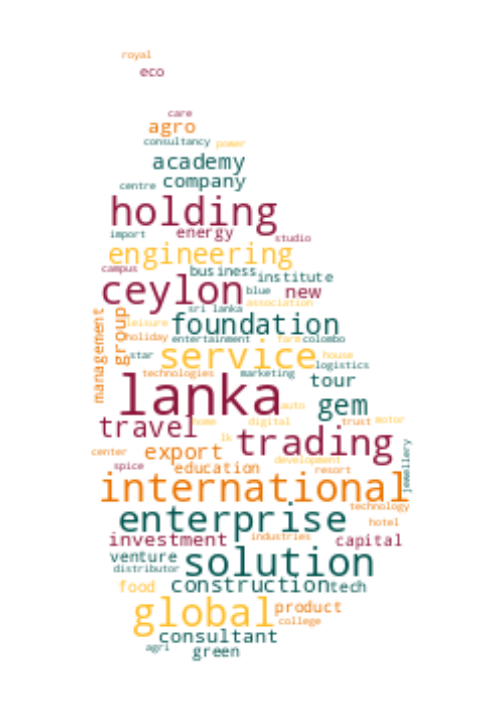 royal
eco
care
agro
consultancy power
academy
centre company
holding
import energy studio
engineering
campus business institute
ceylon blue new
sri lanka association
management group leisure foundation
holiday entertainment farm colombo
star service house
logistics
technologies marketing tour
lanka auto gem
travel home digital trust motor
lk trading
center export development jewellery
spice education resort
international
technology
enterprise hotel
investment industries capital
venture solution
distributor
food construction tech
global product
college
consultant
agri green